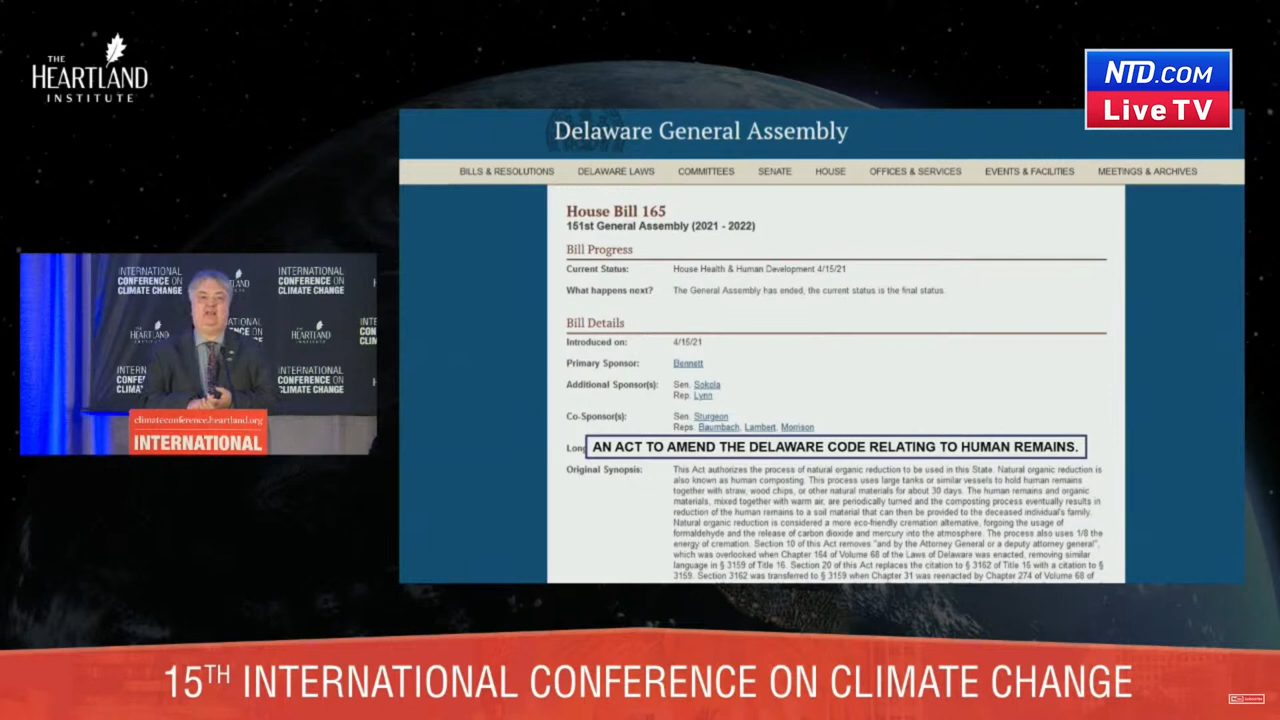 THE
HEARTLAND
INSTITUTE
NTD.COM
Live TV
Delaware General Assembly
BILLS & RESOLUTIONS DELAWARE LAWS COMMITTEES SENATE HOUSE OFFICES & SERVICES EVENTS & FACILITIES MEETINGS & ARCHIVES
House Bill 165
151st General Assembly (2021 - 2022)
Bill Progress
Current Status: House Health & Human Development 4/15/21
What happens next? The General Assembly has ended, the current status is the final status.
Bill Details
Introduced on: 4/15/21
Primary Sponsor: Bennett
Additional Sponsor(s): Sen. Sokola
Rep. Lynn
Co-Sponsor(s): Sen. Sturgeon
Reps. Baumbach, Lambert, Morrison
Long AN ACT TO AMEND THE DELAWARE CODE RELATING TO HUMAN REMAINS.
Original Synopsis: This Act authorizes the process of natural organic reduction to be used in this State. Natural organic reduction is
also known as human composting. This process uses large tanks or similar vessels to hold human remains
together with straw, wood chips, or other natural materials for about 30 days. The human remains and organic
materials, mixed together with warm air, are periodically turned and the composting process eventually results in
reduction of the human remains to a soil material that can then be provided to the deceased individual's family.
Natural organic reduction is considered a more eco-friendly cremation alternative, forgoing the usage of
formaldehyde and the release of carbon dioxide and mercury into the atmosphere. The process also uses 1/8 the
energy of cremation. Section 10 of this Act removes "and by the Attorney General or a deputy attorney general",
which was overlooked when Chapter 164 of Volume 68 of the Laws of Delaware was enacted, removing similar
language in § 3159 of Title 16. Section 20 of this Act replaces the citation to § 3162 of Title 16 with a citation to §
3159. Section 3162 was transferred to § 3159 when Chapter 31 was reenacted by Chapter 274 of Volume 68 of
INTERNATIONAL
CONFERENCE ON
CLIMATE CHANGE
INTERNATIONAL
CONFERENCE ON
CLIMATE CHANGE
THE
HEARTLAND
THE
HEARTLAND
INSTITUTE
INTERNATIONAL
CONFERENCE ON
CLIMATE CHANGE
climateconference.heartland.org
INTERNATIONAL
15TH INTERNATIONAL CONFERENCE ON CLIMATE CHANGE